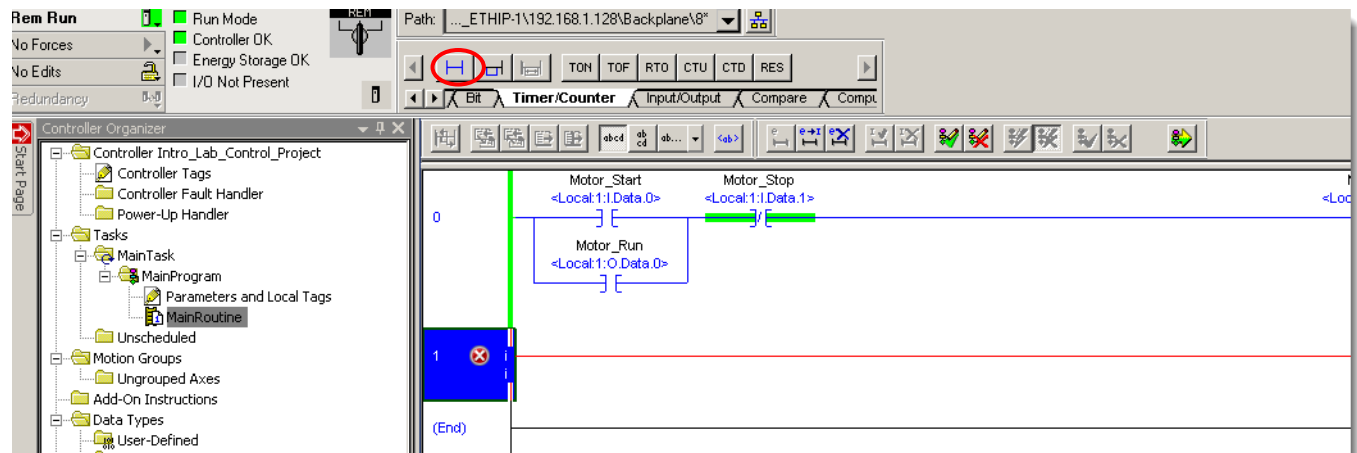 Rem Run
Run Mode
REM
Path: ..._ETHIP-1\192.168.1.128\Backplane\8*
No Forces
Controller OK
No Edits
Energy Storage OK
TON TOF RTO CTU CTD RES
I/O Not Present
Redundancy
Bit Timer/Counter Input/Output Compare
Start Page
Controller Organizer
abcd ab cd ab... <ab>
Controller Intro_Lab_Control_Project
Controller Tags
Controller Fault Handler
Power-Up Handler
Tasks
MainTask
MainProgram
Parameters and Local Tags
MainRoutine
Unscheduled
Motion Groups
Ungrouped Axes
Add-On Instructions
Data Types
User-Defined
Motor_Start Motor_Stop
<Local:1:I.Data.0> <Local:1:I.Data.1> <Loc
0
Motor_Run
<Local:1:O.Data.0>
1
i
i
(End)